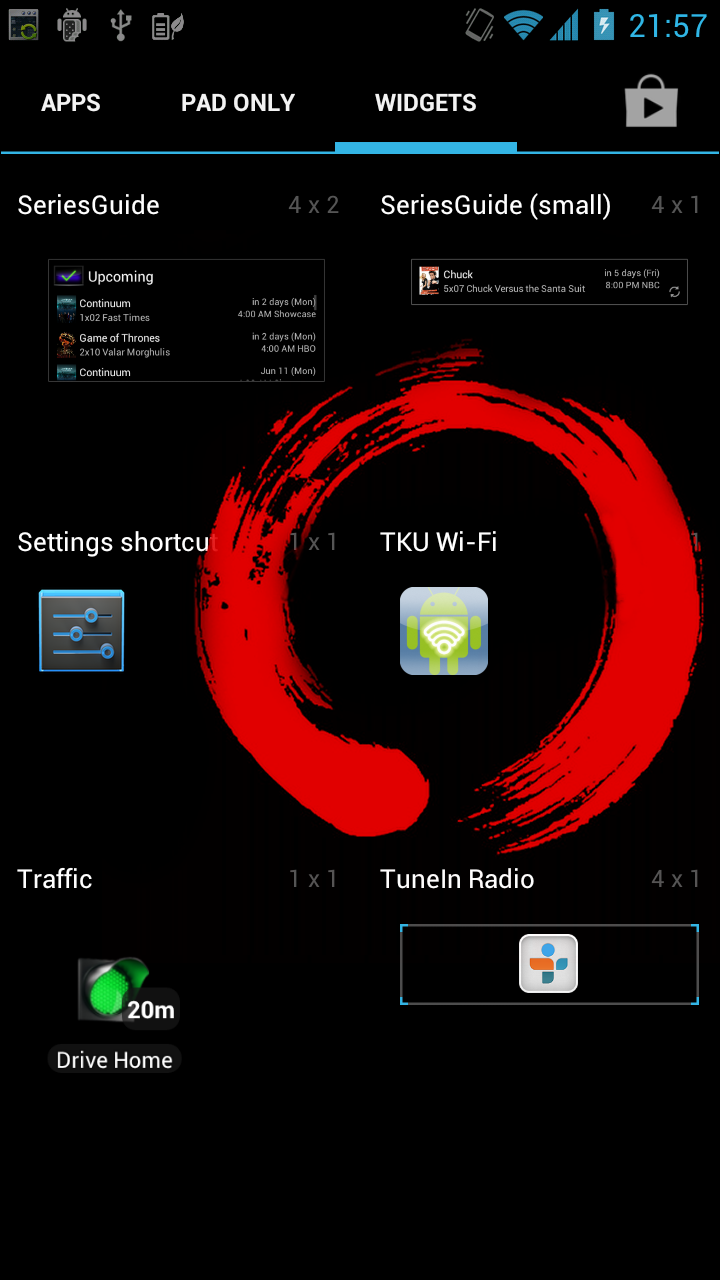 21:57
APPS PAD ONLY WIDGETS
SeriesGuide 4 x 2
SeriesGuide (small) 4 x 1
Upcoming
Continuum in 2 days (Mon)
1x02 Fast Times 4:00 AM Showcase
Game of Thrones in 2 days (Mon)
2x10 Valar Morghulis 4:00 AM HBO
Continuum Jun 11 (Mon)
Chuck in 5 days (Fri)
5x07 Chuck Versus the Santa Suit 8:00 PM NBC
Settings shortcut 1 x 1
TKU Wi-Fi 1
Traffic 1 x 1
TuneIn Radio 4 x 1
20m
Drive Home